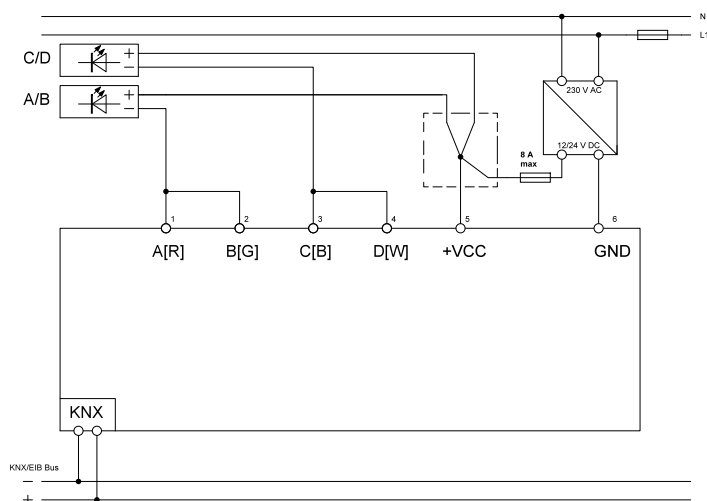 N
L1
C/D
+
−
A/B
+
−
230 V AC
12/24 V DC
8 A
max
1 2 3 4 5 6
A[R] B[G] C[B] D[W] +VCC GND
KNX
KNX/EIB Bus
−
+